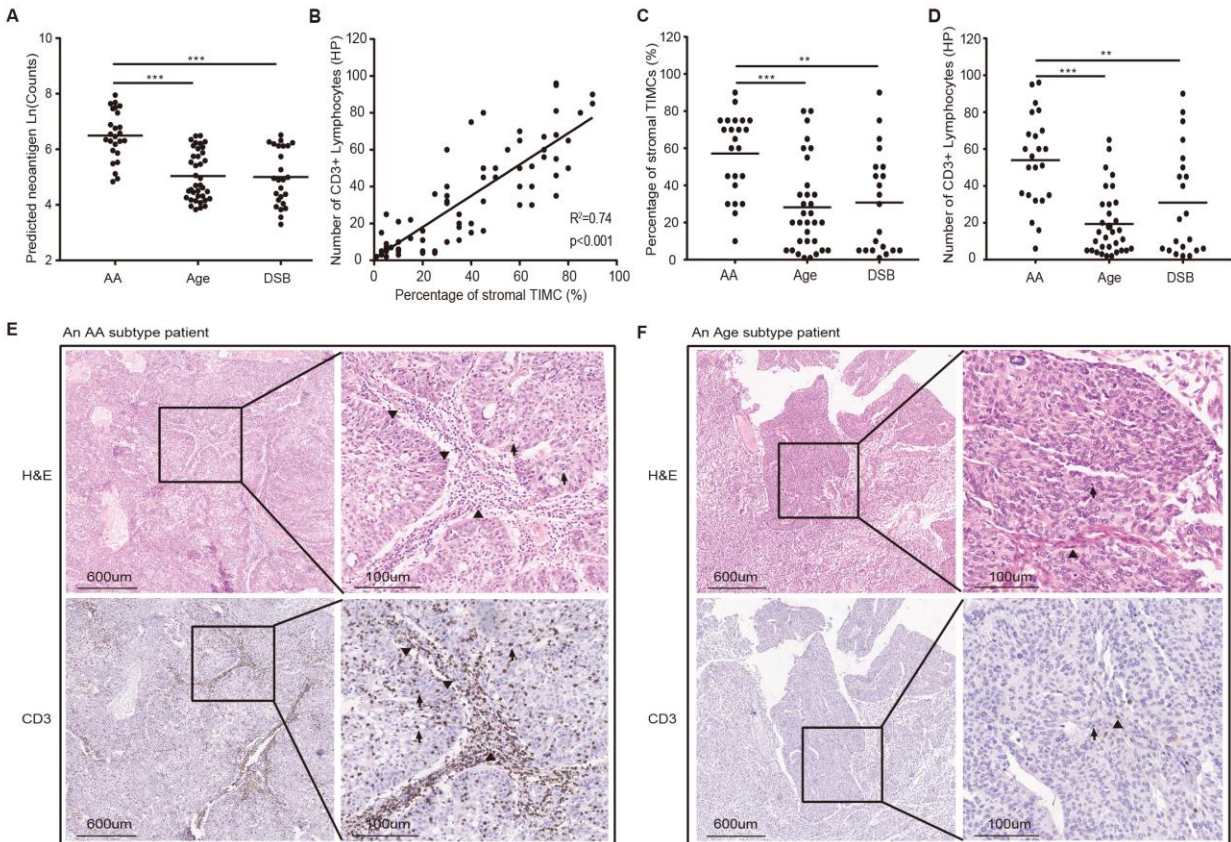 A
Predicted neoantigen Ln(Counts)
10
8
6
4
2
***
***
AA
Age
DSB
B
Number of CD3+ Lymphocytes (HP)
120
100
80
60
40
20
0
0
20
40
60
80
100
R²=0.74
p<0.001
Percentage of stromal TIMC (%)
C
Percentage of stromal TIMCs (%)
120
100
80
60
40
20
0
**
***
AA
Age
DSB
D
Number of CD3+ Lymphocytes (HP)
120
100
80
60
40
20
0
**
***
AA
Age
DSB
E
An AA subtype patient
H&E
600um
100um
CD3
600um
100um
F
An Age subtype patient
H&E
600um
100um
CD3
600um
100um